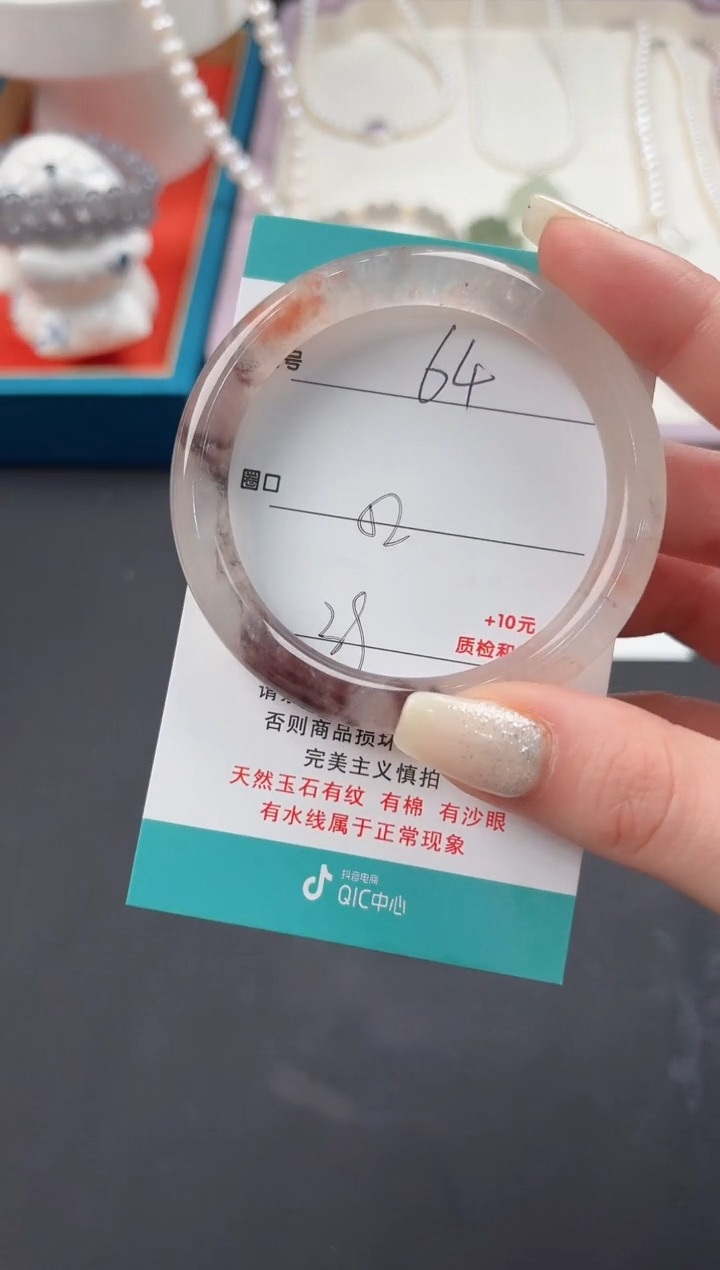 号 64
圈口
28
+10元
质检和
否则商品损坏
完美主义慎拍
天然玉石有纹 有棉 有沙眼
有水线属于正常现象
抖音电商
QIC中心